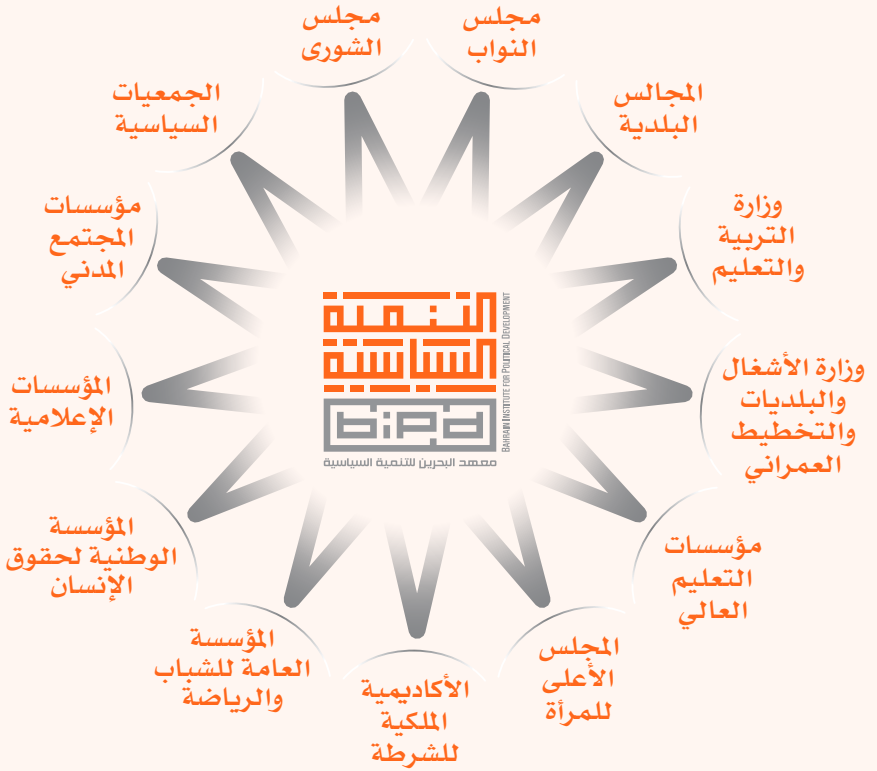 مجلس
النواب
المجالس
البلدية
وزارة
التربية
والتعليم
وزارة الأشغال
والبلديات
والتخطيط
العمراني
مؤسسات
التعليم
العالي
المجلس
الأعلى
للمرأة
الأكاديمية
الملكية
للشرطة
المؤسسة
العامة للشباب
والرياضة
المؤسسة
الوطنية لحقوق
الإنسان
المؤسسات
الإعلامية
مؤسسات
المجتمع
المدني
الجمعيات
السياسية
مجلس
الشورى
التنمية
السياسية
bipd
معهد البحرين للتنمية السياسية
BAHRAIN INSTITUTE FOR POLITICAL DEVELOPMENT